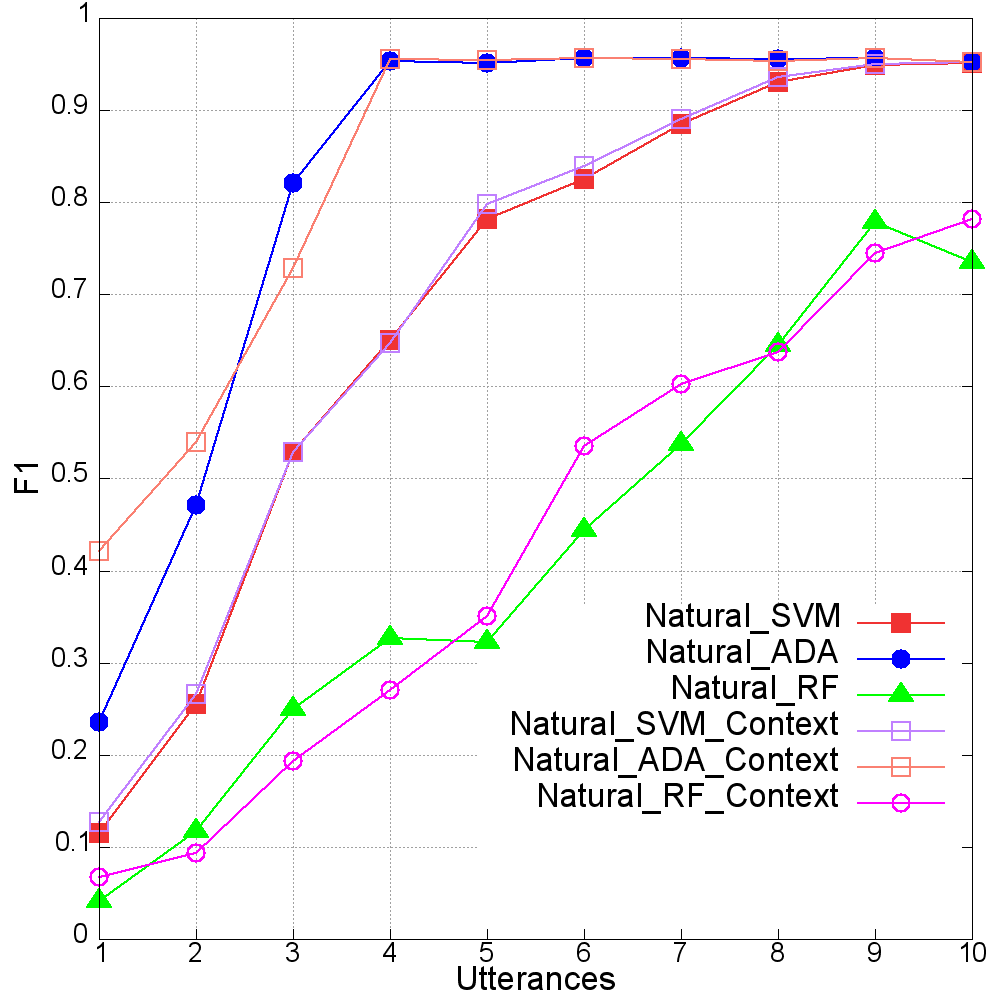 1
0.9
0.8
0.7
0.6
0.5
0.4
0.3
0.2
0.1
0
F1
Natural_SVM
Natural_ADA
Natural_RF
Natural_SVM_Context
Natural_ADA_Context
Natural_RF_Context
1 2 3 4 5 6 7 8 9 10
Utterances